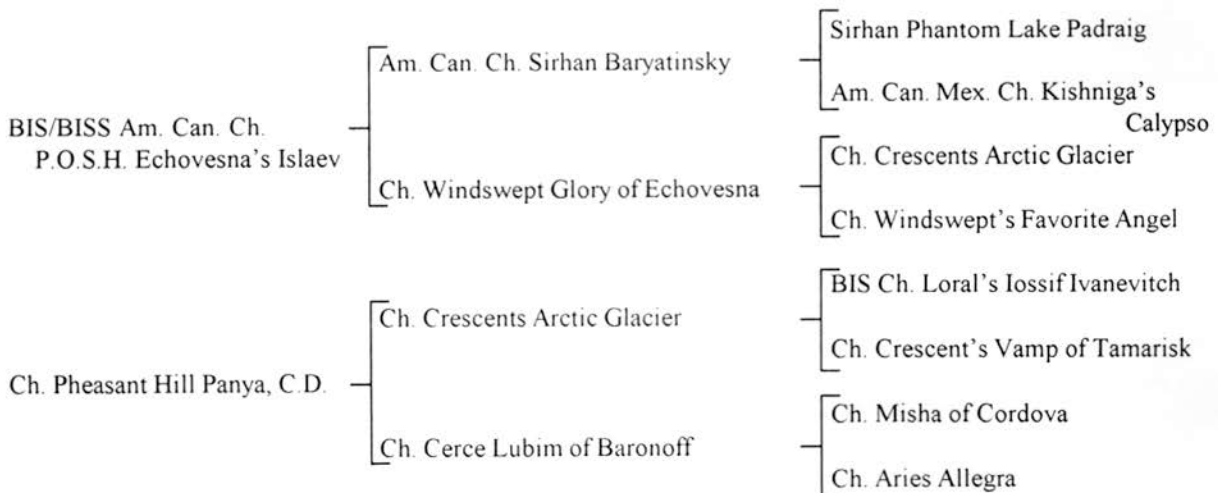 Sirhan Phantom Lake Padraig
Am. Can. Ch. Sirhan Baryatinsky
Am. Can. Mex. Ch. Kishniga's
Calypso
BIS/BISS Am. Can. Ch.
P.O.S.H. Echovesna's Islaev
Ch. Crescents Arctic Glacier
Ch. Windswept Glory of Echovesna
Ch. Windswept's Favorite Angel
BIS Ch. Loral's Iossif Ivanevitch
Ch. Crescents Arctic Glacier
Ch. Crescent's Vamp of Tamarisk
Ch. Pheasant Hill Panya, C.D.
Ch. Misha of Cordova
Ch. Cerce Lubim of Baronoff
Ch. Aries Allegra